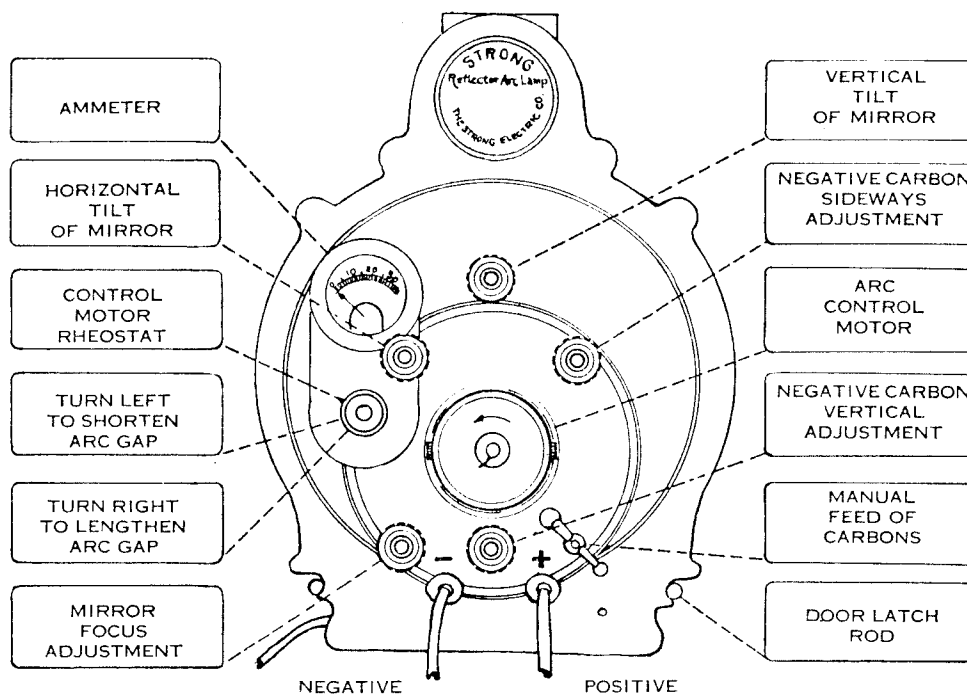 STRONG
Reflector Arc Lamp
THE STRONG ELECTRIC CO.
AMMETER
HORIZONTAL
TILT
OF MIRROR
CONTROL
MOTOR
RHEOSTAT
TURN LEFT
TO SHORTEN
ARC GAP
TURN RIGHT
TO LENGTHEN
ARC GAP
MIRROR
FOCUS
ADJUSTMENT
VERTICAL
TILT
OF MIRROR
NEGATIVE CARBON
SIDEWAYS
ADJUSTMENT
ARC
CONTROL
MOTOR
NEGATIVE CARBON
VERTICAL
ADJUSTMENT
MANUAL
FEED OF
CARBONS
DOOR LATCH
ROD
0 10 20
− +
NEGATIVE
POSITIVE